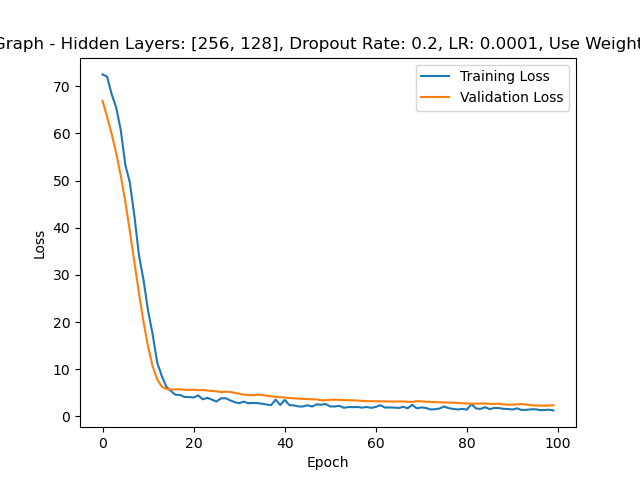 Graph - Hidden Layers: [256, 128], Dropout Rate: 0.2, LR: 0.0001, Use Weight
Training Loss
Validation Loss
70
60
50
40
30
20
10
0
Loss
0 20 40 60 80 100
Epoch